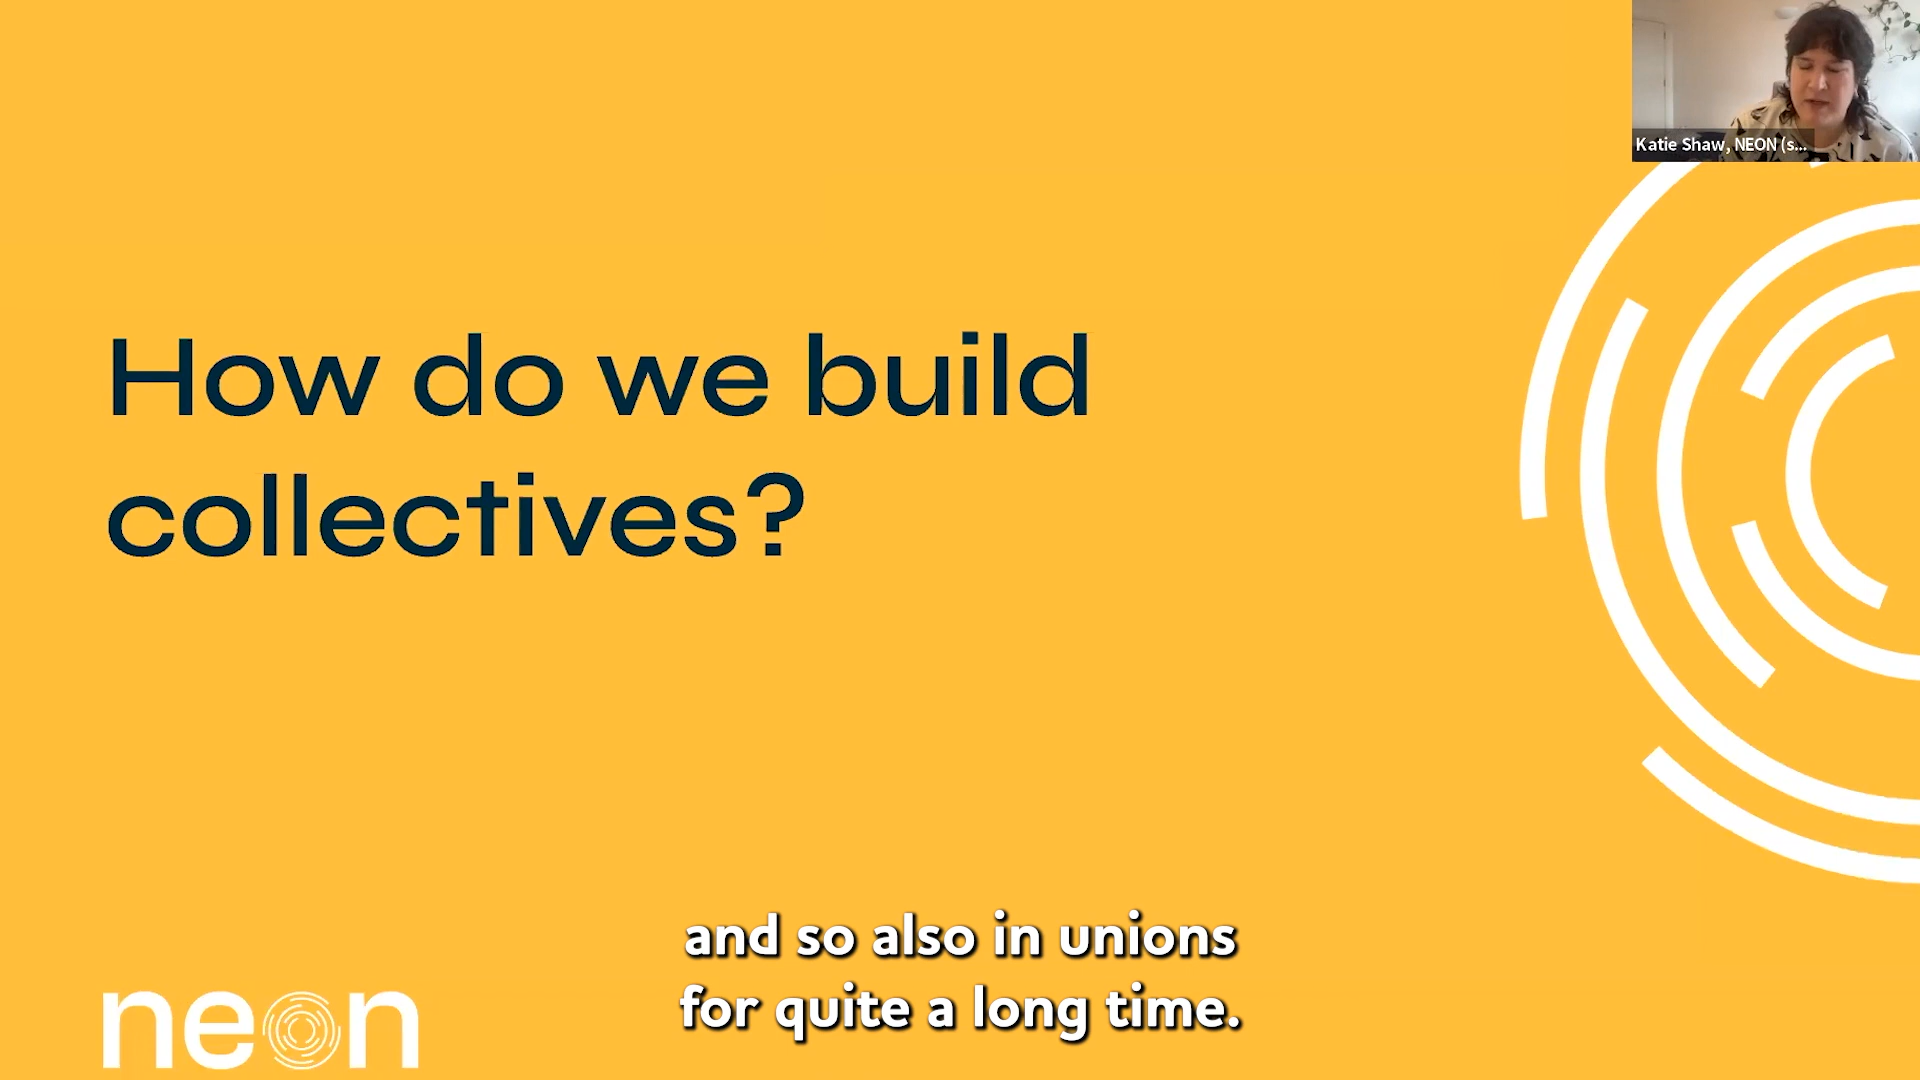 Katie Shaw, NEON (s...
How do we build
collectives?
and so also in unions
for quite a long time.
neon